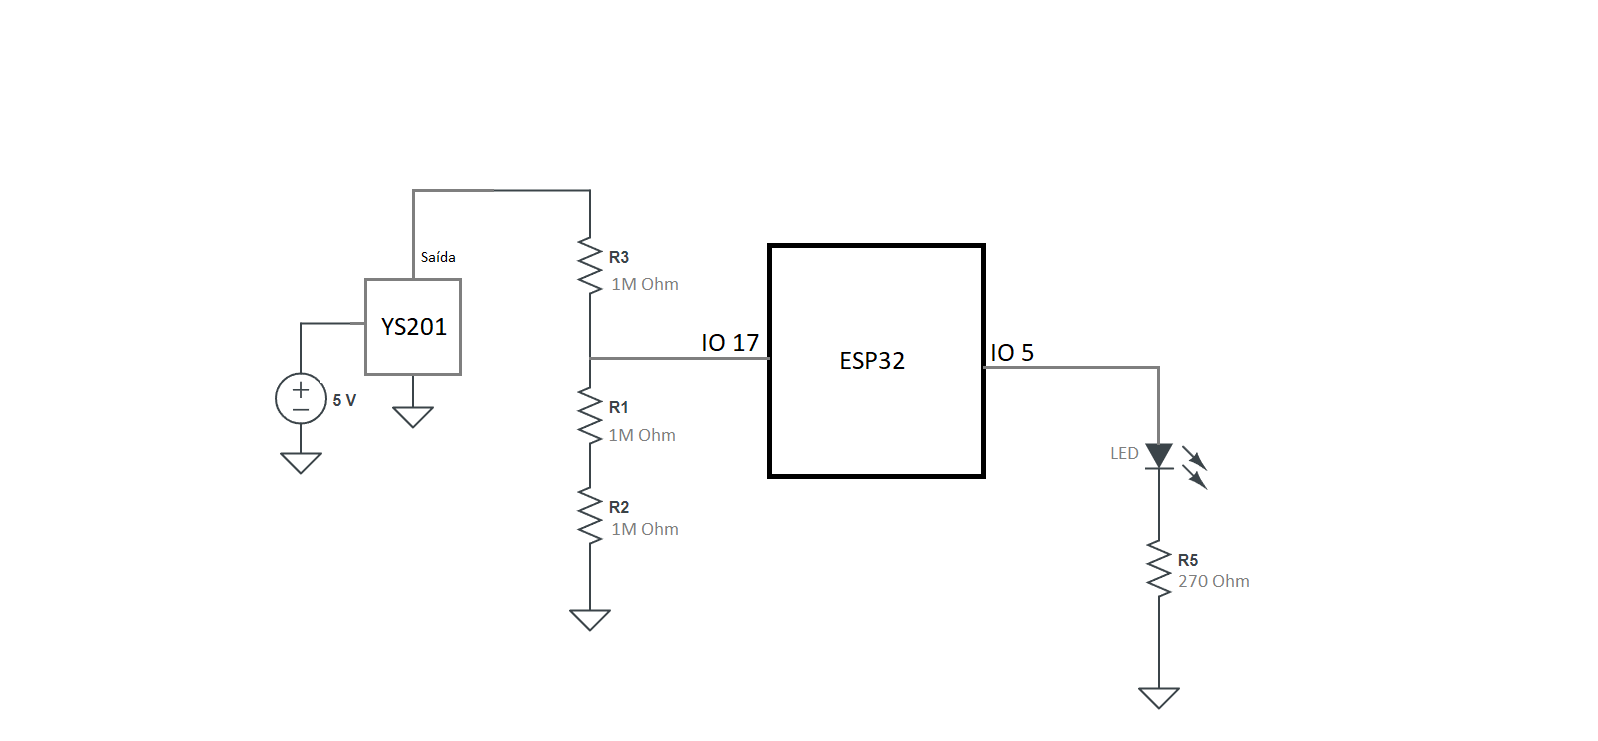 Saída
YS201
5 V
R3
1M Ohm
R1
1M Ohm
R2
1M Ohm
IO 17
ESP32
IO 5
LED
R5
270 Ohm